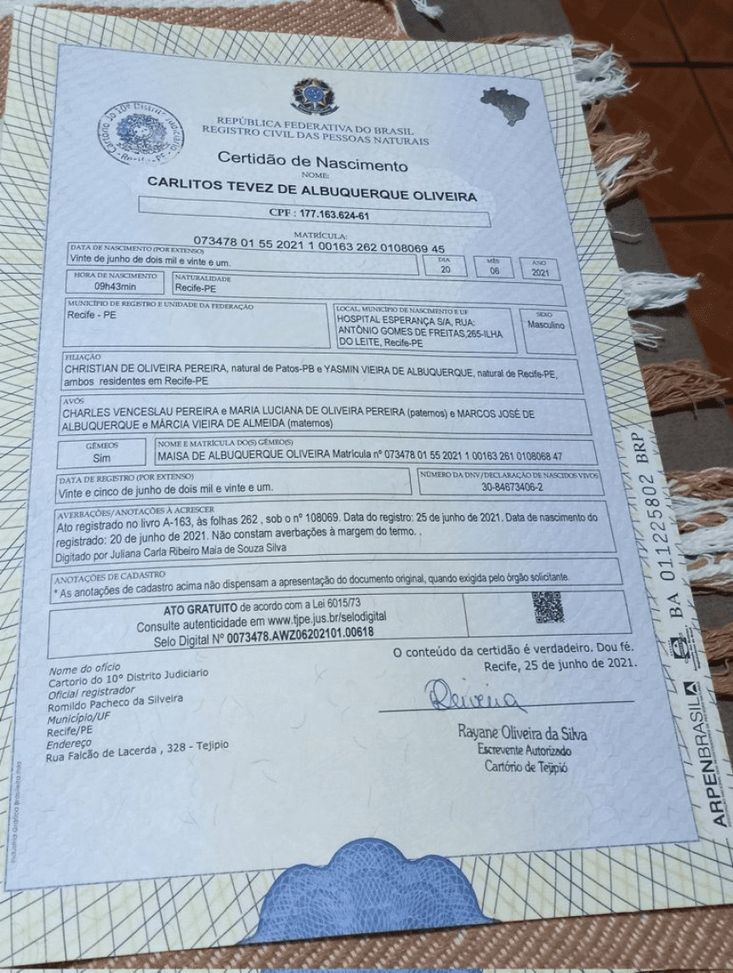 Cartório do 10º Distrito Judiciário
Recife-PE
REPÚBLICA FEDERATIVA DO BRASIL
REGISTRO CIVIL DAS PESSOAS NATURAIS
Certidão de Nascimento
NOME:
CARLITOS TEVEZ DE ALBUQUERQUE OLIVEIRA
CPF : 177.163.624-61
MATRÍCULA:
073478 01 55 2021 1 00163 262 0108069 45
DATA DE NASCIMENTO (POR EXTENSO)
Vinte de junho de dois mil e vinte e um.
DIA
20
MÊS
06
ANO
2021
HORA DE NASCIMENTO
09h43min
NATURALIDADE
Recife-PE
MUNICÍPIO DE REGISTRO E UNIDADE DA FEDERAÇÃO
Recife - PE
LOCAL, MUNICÍPIO DE NASCIMENTO E UF
HOSPITAL ESPERANÇA S/A, RUA:
ANTÔNIO GOMES DE FREITAS,265-ILHA
DO LEITE, Recife-PE
SEXO
Masculino
FILIAÇÃO
CHRISTIAN DE OLIVEIRA PEREIRA, natural de Patos-PB e YASMIN VIEIRA DE ALBUQUERQUE, natural de Recife-PE,
ambos residentes em Recife-PE
AVÓS
CHARLES VENCESLAU PEREIRA e MARIA LUCIANA DE OLIVEIRA PEREIRA (paternos) e MARCOS JOSÉ DE
ALBUQUERQUE e MÁRCIA VIEIRA DE ALMEIDA (maternos)
GÊMEOS
Sim
NOME E MATRÍCULA DO(S) GÊMEO(S)
MAISA DE ALBUQUERQUE OLIVEIRA Matrícula nº 073478 01 55 2021 1 00163 261 0108068 47
DATA DE REGISTRO (POR EXTENSO)
Vinte e cinco de junho de dois mil e vinte e um.
NÚMERO DA DNV/DECLARAÇÃO DE NASCIDOS VIVOS
30-84673406-2
AVERBAÇÕES/ANOTAÇÕES À ACRESCER
Ato registrado no livro A-163, às folhas 262 , sob o nº 108069. Data do registro: 25 de junho de 2021. Data de nascimento do
registrado: 20 de junho de 2021. Não constam averbações à margem do termo. .
Digitado por Juliana Carla Ribeiro Maia de Souza Silva
ANOTAÇÕES DE CADASTRO
* As anotações de cadastro acima não dispensam a apresentação do documento original, quando exigida pelo órgão solicitante.
ATO GRATUITO de acordo com a Lei 6015/73
Consulte autenticidade em www.tjpe.jus.br/selodigital
Selo Digital Nº 0073478.AWZ06202101.00618
Nome do ofício
Cartorio do 10º Distrito Judiciario
Oficial registrador
Romildo Pacheco da Silveira
Município/UF
Recife/PE
Endereço
Rua Falcão de Lacerda , 328 - Tejipio
O conteúdo da certidão é verdadeiro. Dou fé.
Recife, 25 de junho de 2021.
Rayane Oliveira da Silva
Escrevente Autorizado
Cartório de Tejipió
BA 011225802 BRP
ARPENBRASIL